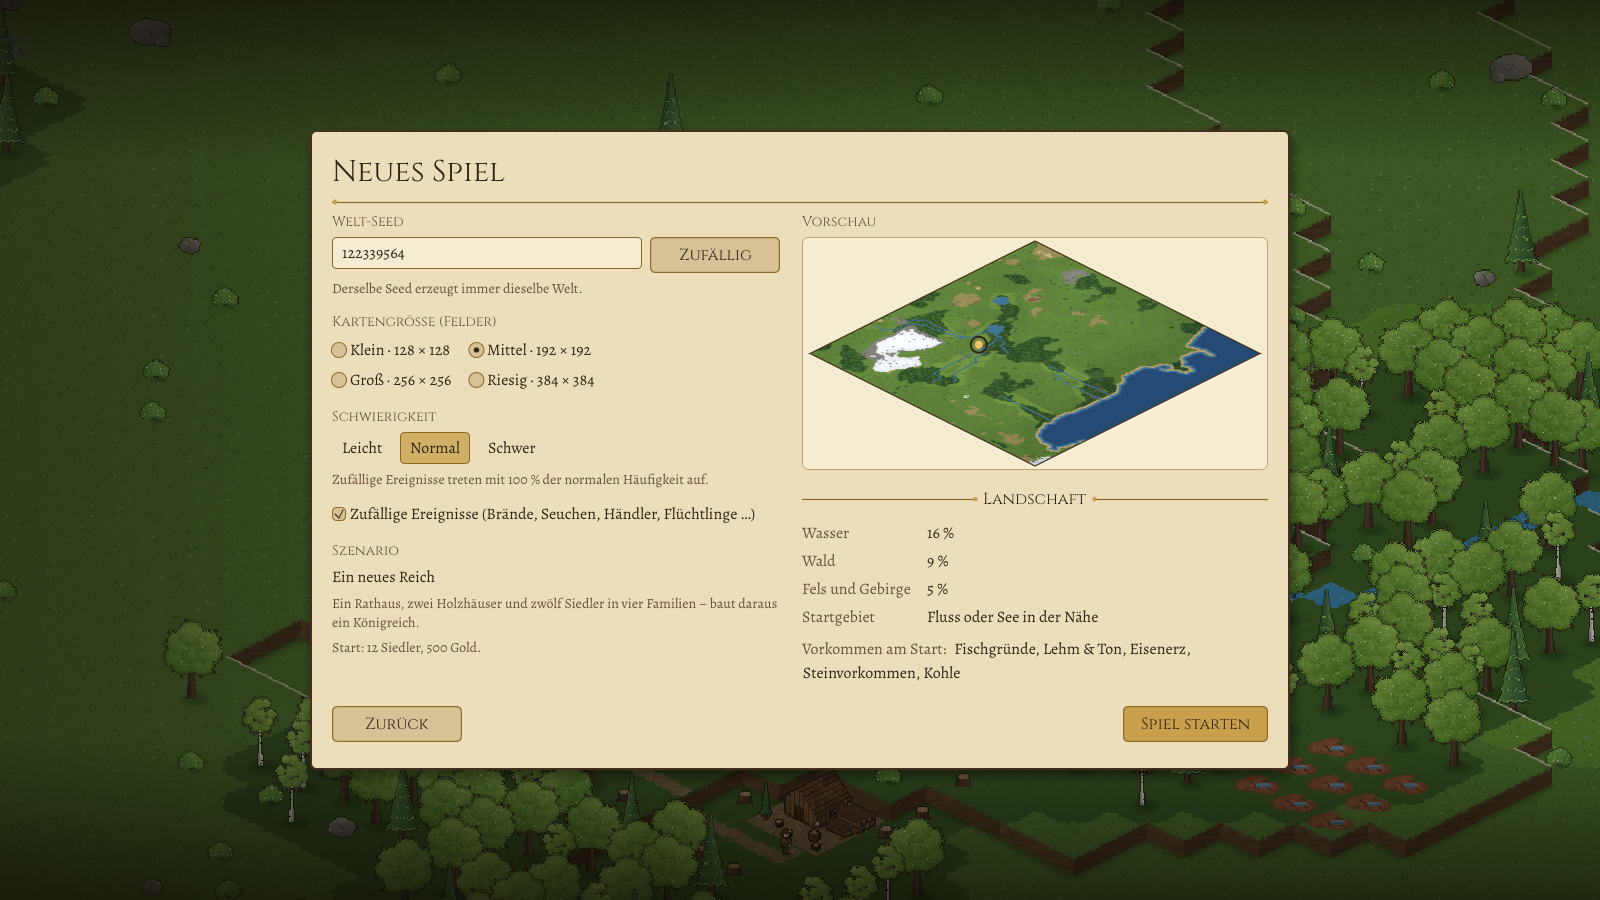 Neues Spiel
Welt-Seed
122339564
Zufällig
Derselbe Seed erzeugt immer dieselbe Welt.
Kartengrösse (Felder)
Klein · 128 × 128
Mittel · 192 × 192
Groß · 256 × 256
Riesig · 384 × 384
Schwierigkeit
Leicht
Normal
Schwer
Zufällige Ereignisse treten mit 100 % der normalen Häufigkeit auf.
Zufällige Ereignisse (Brände, Seuchen, Händler, Flüchtlinge ...)
Szenario
Ein neues Reich
Ein Rathaus, zwei Holzhäuser und zwölf Siedler in vier Familien – baut daraus
ein Königreich.
Start: 12 Siedler, 500 Gold.
Zurück
Vorschau
Landschaft
Wasser 16 %
Wald 9 %
Fels und Gebirge 5 %
Startgebiet Fluss oder See in der Nähe
Vorkommen am Start: Fischgründe, Lehm & Ton, Eisenerz,
Steinvorkommen, Kohle
Spiel starten